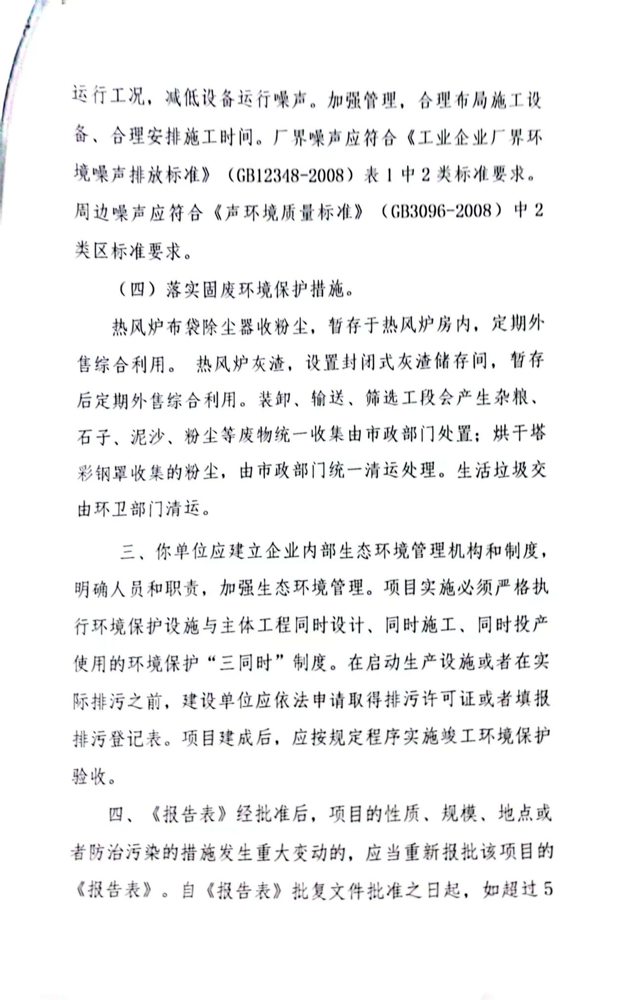 运行工况，减低设备运行噪声。加强管理，合理布局施工设
备、合理安排施工时间。厂界噪声应符合《工业企业厂界环
境噪声排放标准》（GB12348-2008）表 1 中 2 类标准要求。
周边噪声应符合《声环境质量标准》（GB3096-2008）中 2
类区标准要求。
（四）落实固废环境保护措施。
热风炉布袋除尘器收粉尘，暂存于热风炉房内，定期外
售综合利用。 热风炉灰渣，设置封闭式灰渣储存间，暂存
后定期外售综合利用。装卸、输送、筛选工段会产生杂粮、
石子、泥沙、粉尘等废物统一收集由市政部门处置；烘干塔
彩钢罩收集的粉尘，由市政部门统一清运处理。生活垃圾交
由环卫部门清运。
三、你单位应建立企业内部生态环境管理机构和制度，
明确人员和职责，加强生态环境管理。项目实施必须严格执
行环境保护设施与主体工程同时设计、同时施工、同时投产
使用的环境保护“三同时”制度。在启动生产设施或者在实
际排污之前，建设单位应依法申请取得排污许可证或者填报
排污登记表。项目建成后，应按规定程序实施竣工环境保护
验收。
四、《报告表》经批准后，项目的性质、规模、地点或
者防治污染的措施发生重大变动的，应当重新报批该项目的
《报告表》。自《报告表》批复文件批准之日起，如超过 5